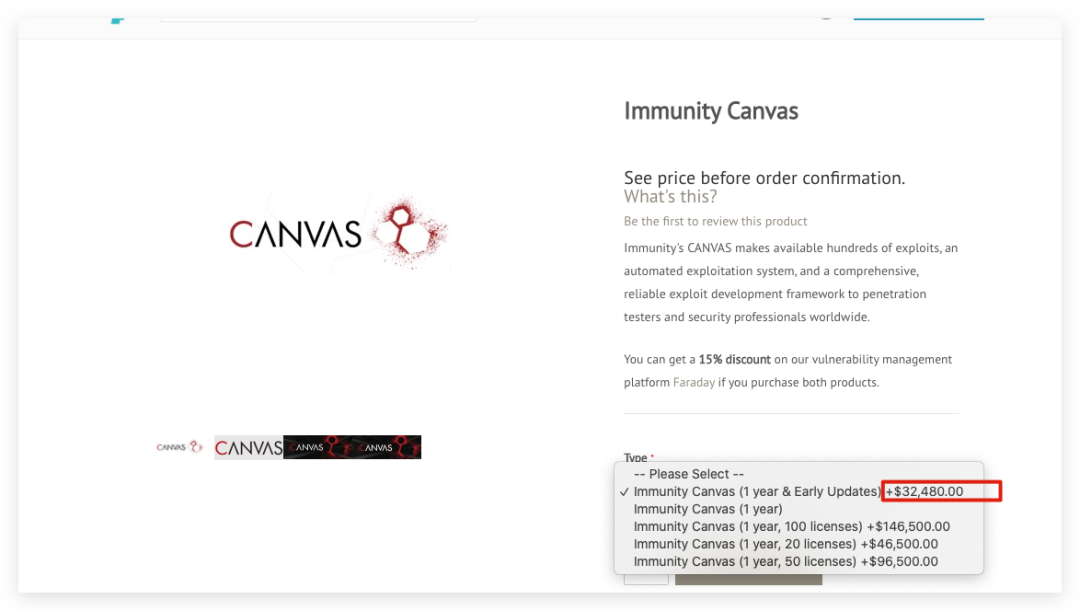 Immunity Canvas
CANVAS
See price before order confirmation.
What's this?
Be the first to review this product
Immunity's CANVAS makes available hundreds of exploits, an
automated exploitation system, and a comprehensive,
reliable exploit development framework to penetration
testers and security professionals worldwide.
You can get a 15% discount on our vulnerability management
platform Faraday if you purchase both products.
CANVAS
CANVAS
CANVAS
CANVAS
Type *
-- Please Select --
✓ Immunity Canvas (1 year & Early Updates) +$32,480.00
Immunity Canvas (1 year)
Immunity Canvas (1 year, 100 licenses) +$146,500.00
Immunity Canvas (1 year, 20 licenses) +$46,500.00
Immunity Canvas (1 year, 50 licenses) +$96,500.00